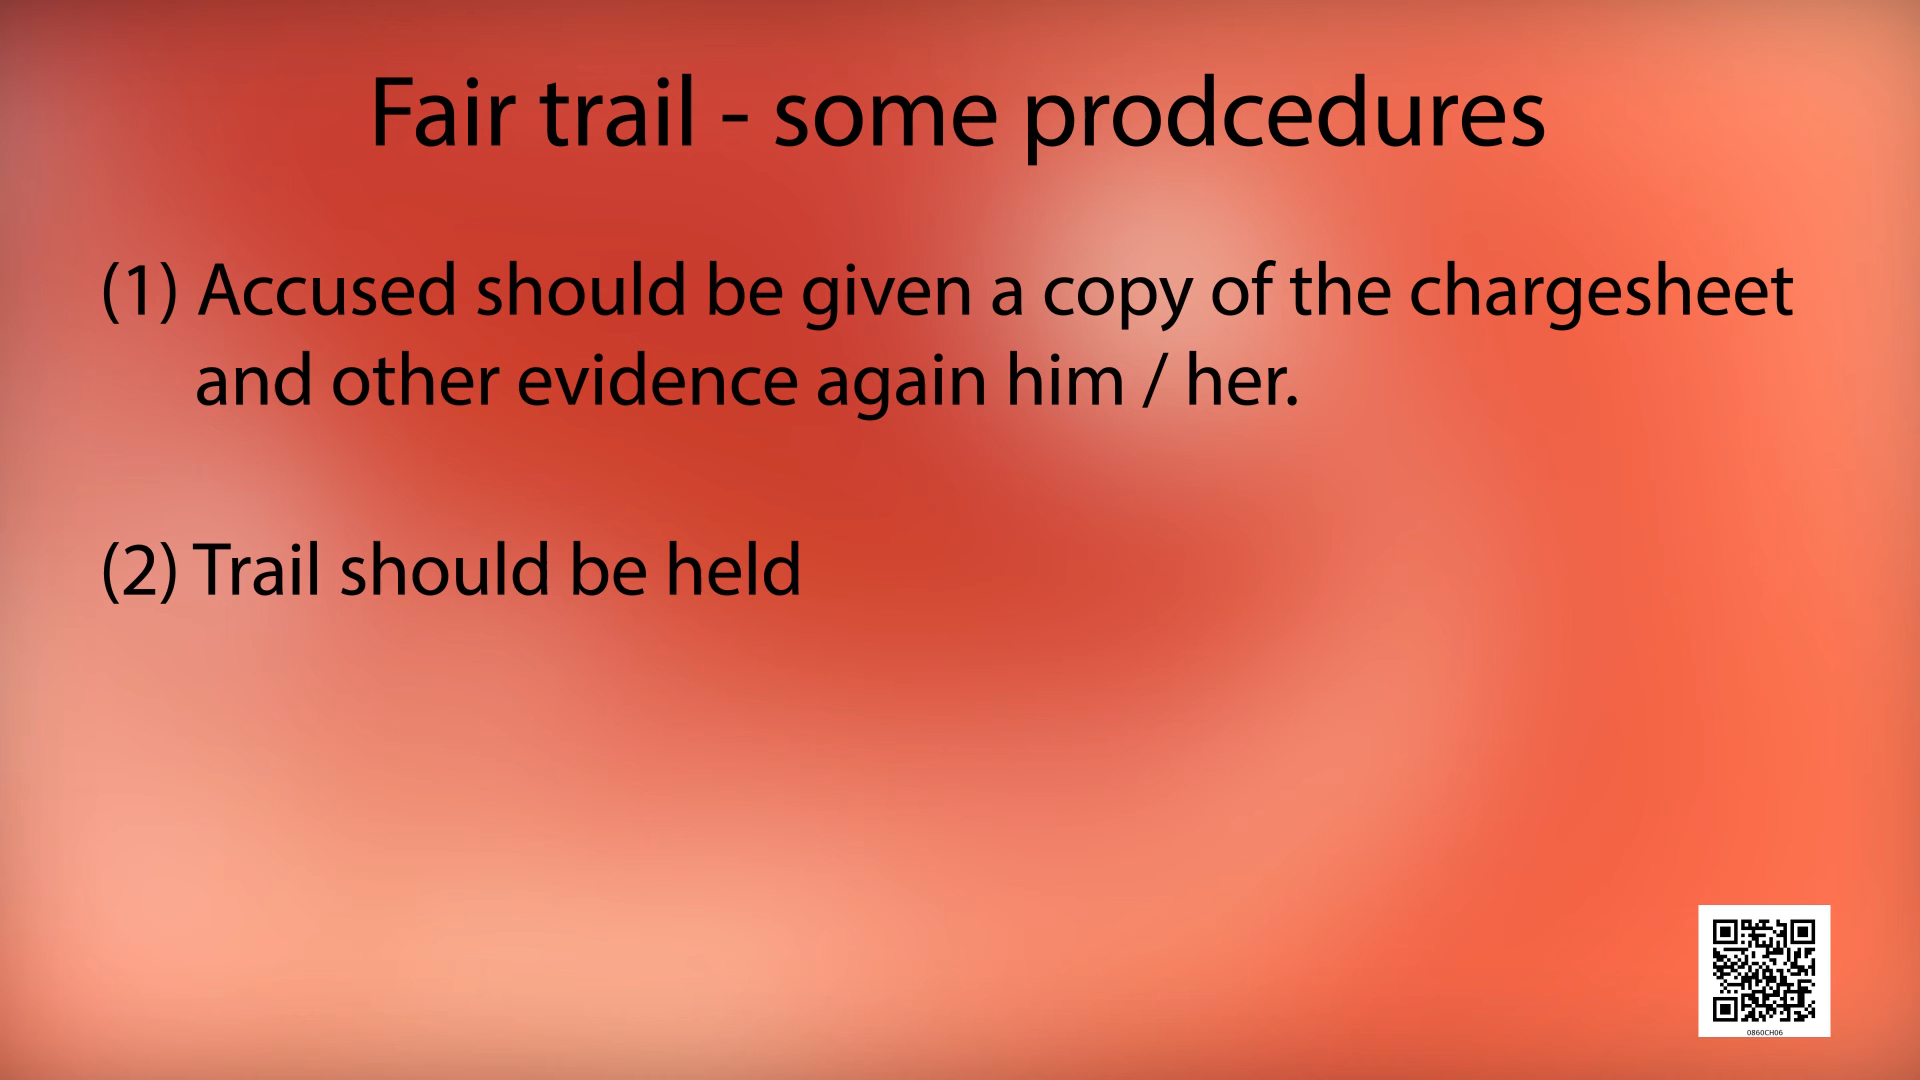 Fair trail - some prodcedures
(1) Accused should be given a copy of the chargesheet
and other evidence again him / her.
(2) Trail should be held
0860CH06